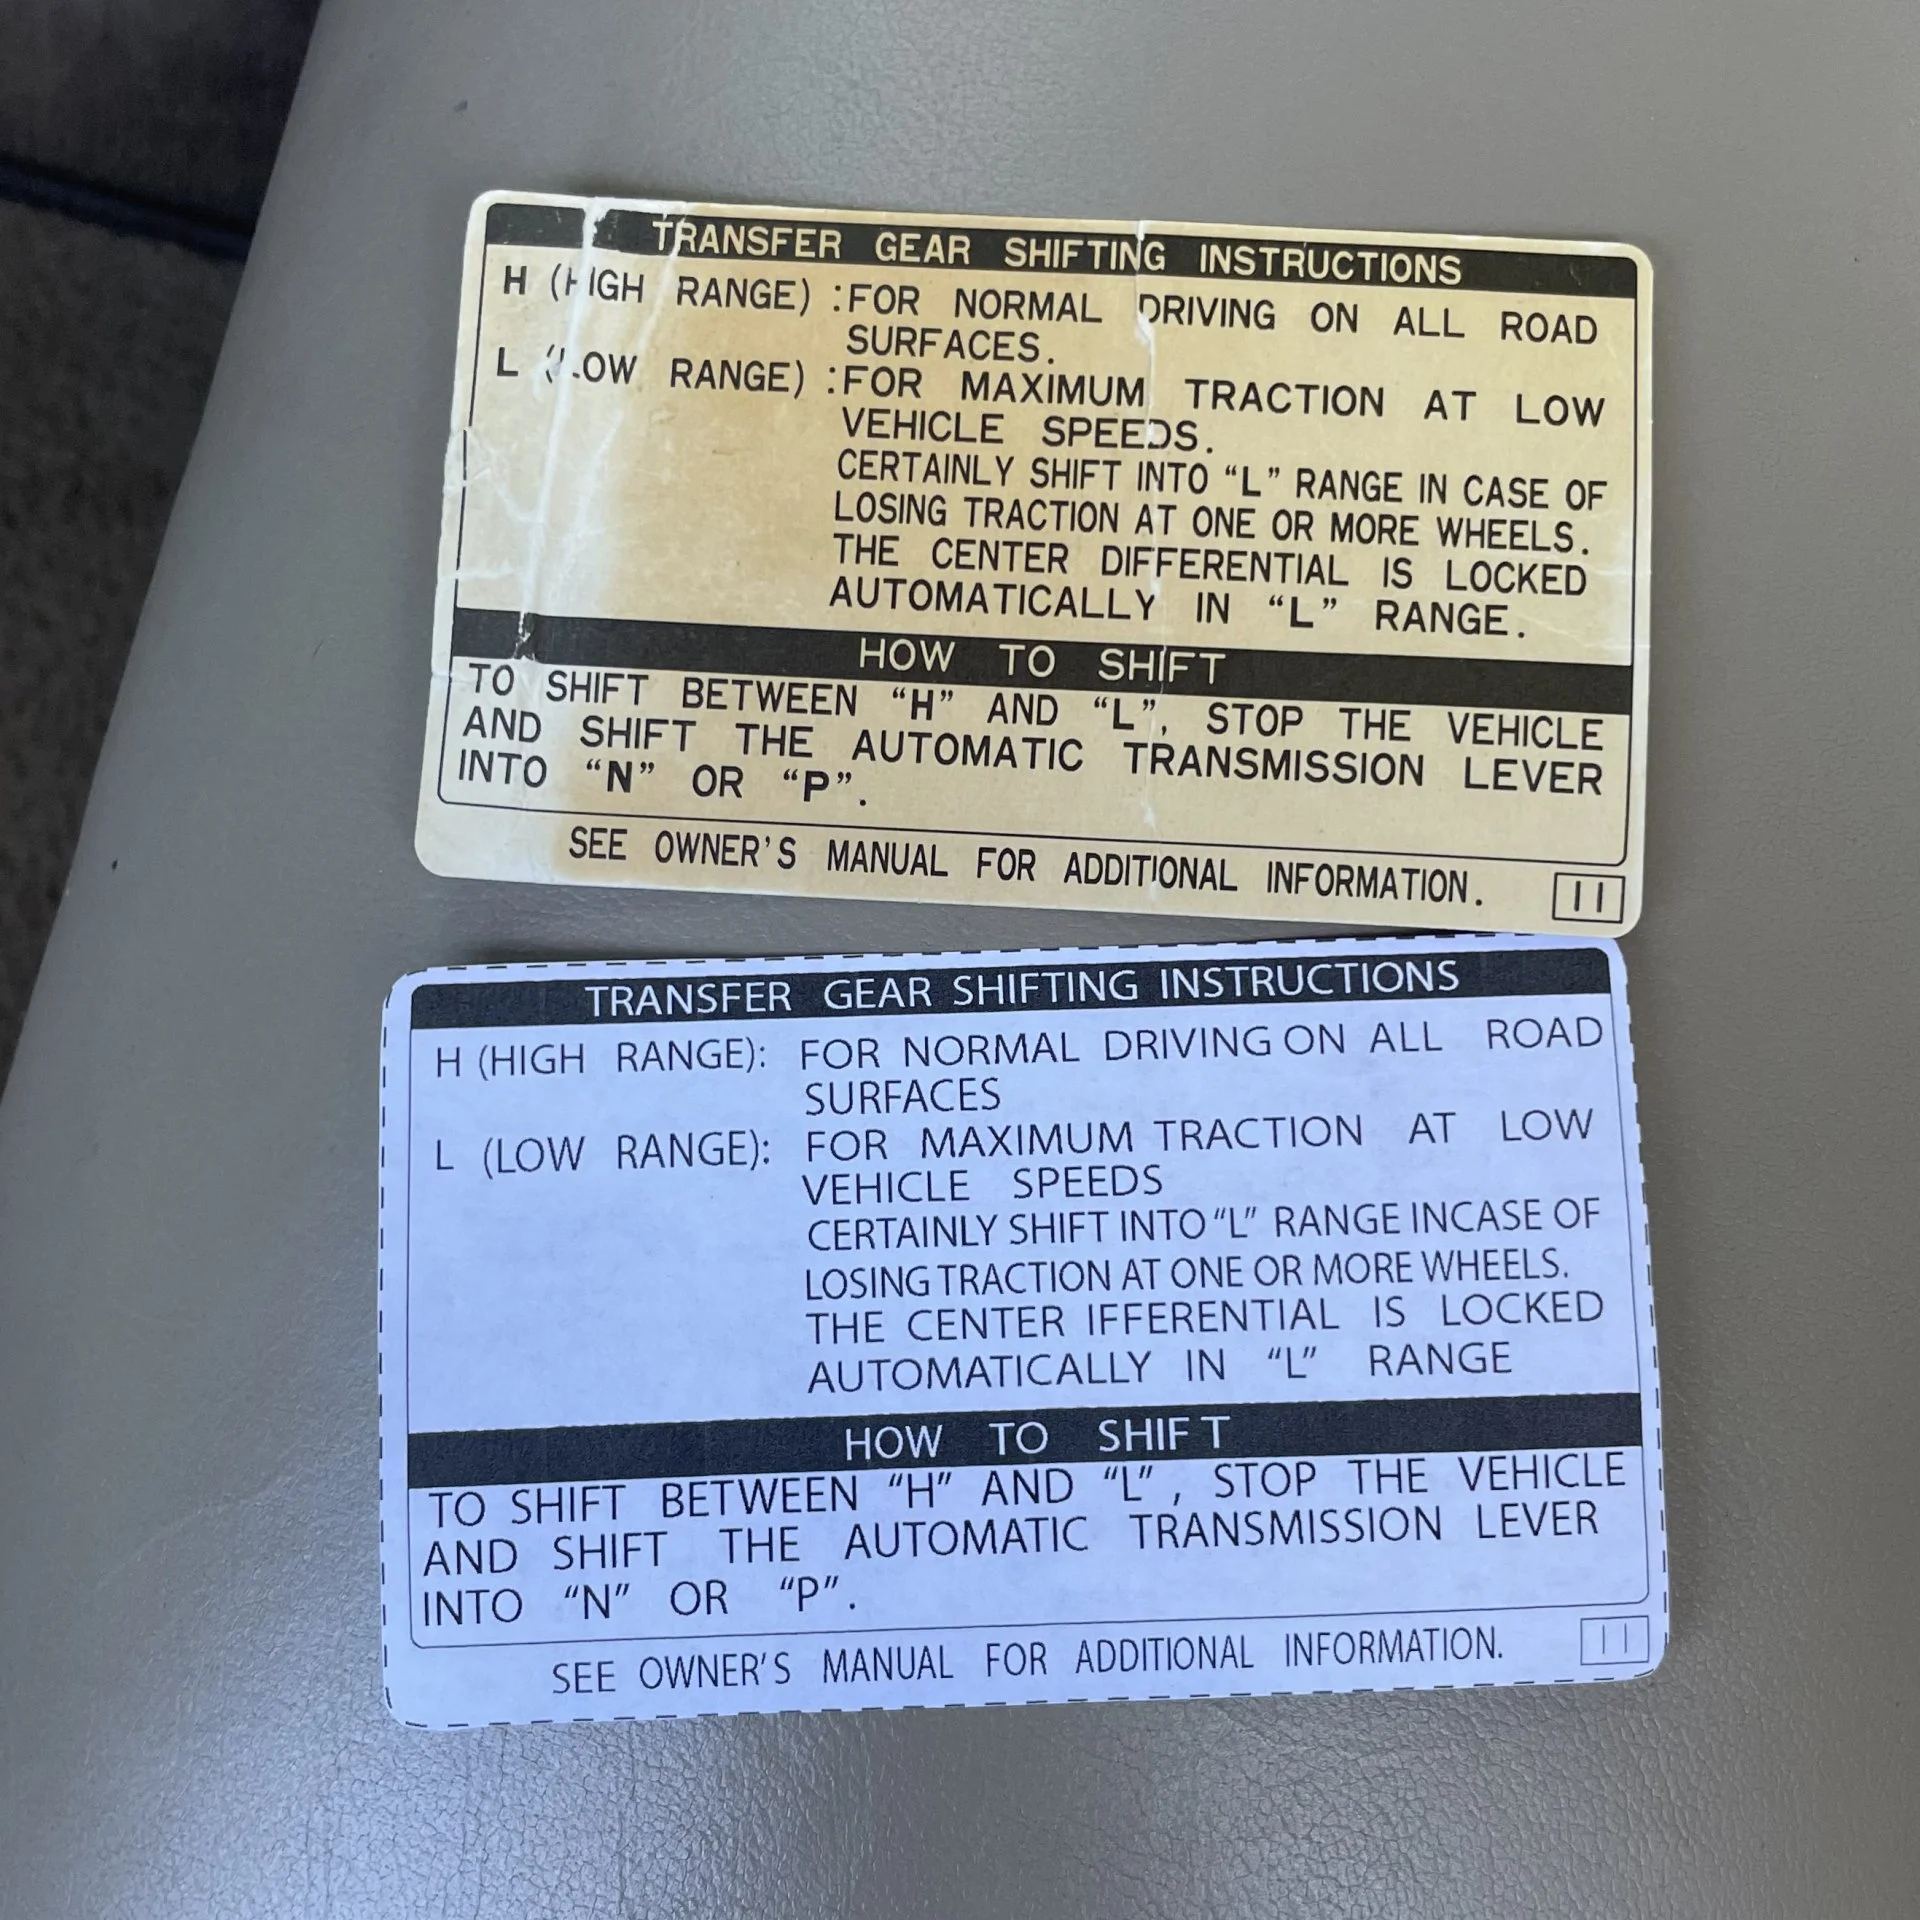 TRANSFER GEAR SHIFTING INSTRUCTIONS
H (HIGH RANGE) :FOR NORMAL DRIVING ON ALL ROAD
SURFACES.
L (LOW RANGE) :FOR MAXIMUM TRACTION AT LOW
VEHICLE SPEEDS.
CERTAINLY SHIFT INTO “L” RANGE IN CASE OF
LOSING TRACTION AT ONE OR MORE WHEELS.
THE CENTER DIFFERENTIAL IS LOCKED
AUTOMATICALLY IN “L” RANGE.
HOW TO SHIFT
TO SHIFT BETWEEN “H” AND “L”, STOP THE VEHICLE
AND SHIFT THE AUTOMATIC TRANSMISSION LEVER
INTO “N” OR “P”.
SEE OWNER'S MANUAL FOR ADDITIONAL INFORMATION.
11
TRANSFER GEAR SHIFTING INSTRUCTIONS
H (HIGH RANGE): FOR NORMAL DRIVING ON ALL ROAD
SURFACES
L (LOW RANGE): FOR MAXIMUM TRACTION AT LOW
VEHICLE SPEEDS
CERTAINLY SHIFT INTO “L” RANGE INCASE OF
LOSING TRACTION AT ONE OR MORE WHEELS.
THE CENTER IFFERENTIAL IS LOCKED
AUTOMATICALLY IN “L” RANGE
HOW TO SHIFT
TO SHIFT BETWEEN “H” AND “L” , STOP THE VEHICLE
AND SHIFT THE AUTOMATIC TRANSMISSION LEVER
INTO “N” OR “P”.
SEE OWNER'S MANUAL FOR ADDITIONAL INFORMATION.
11